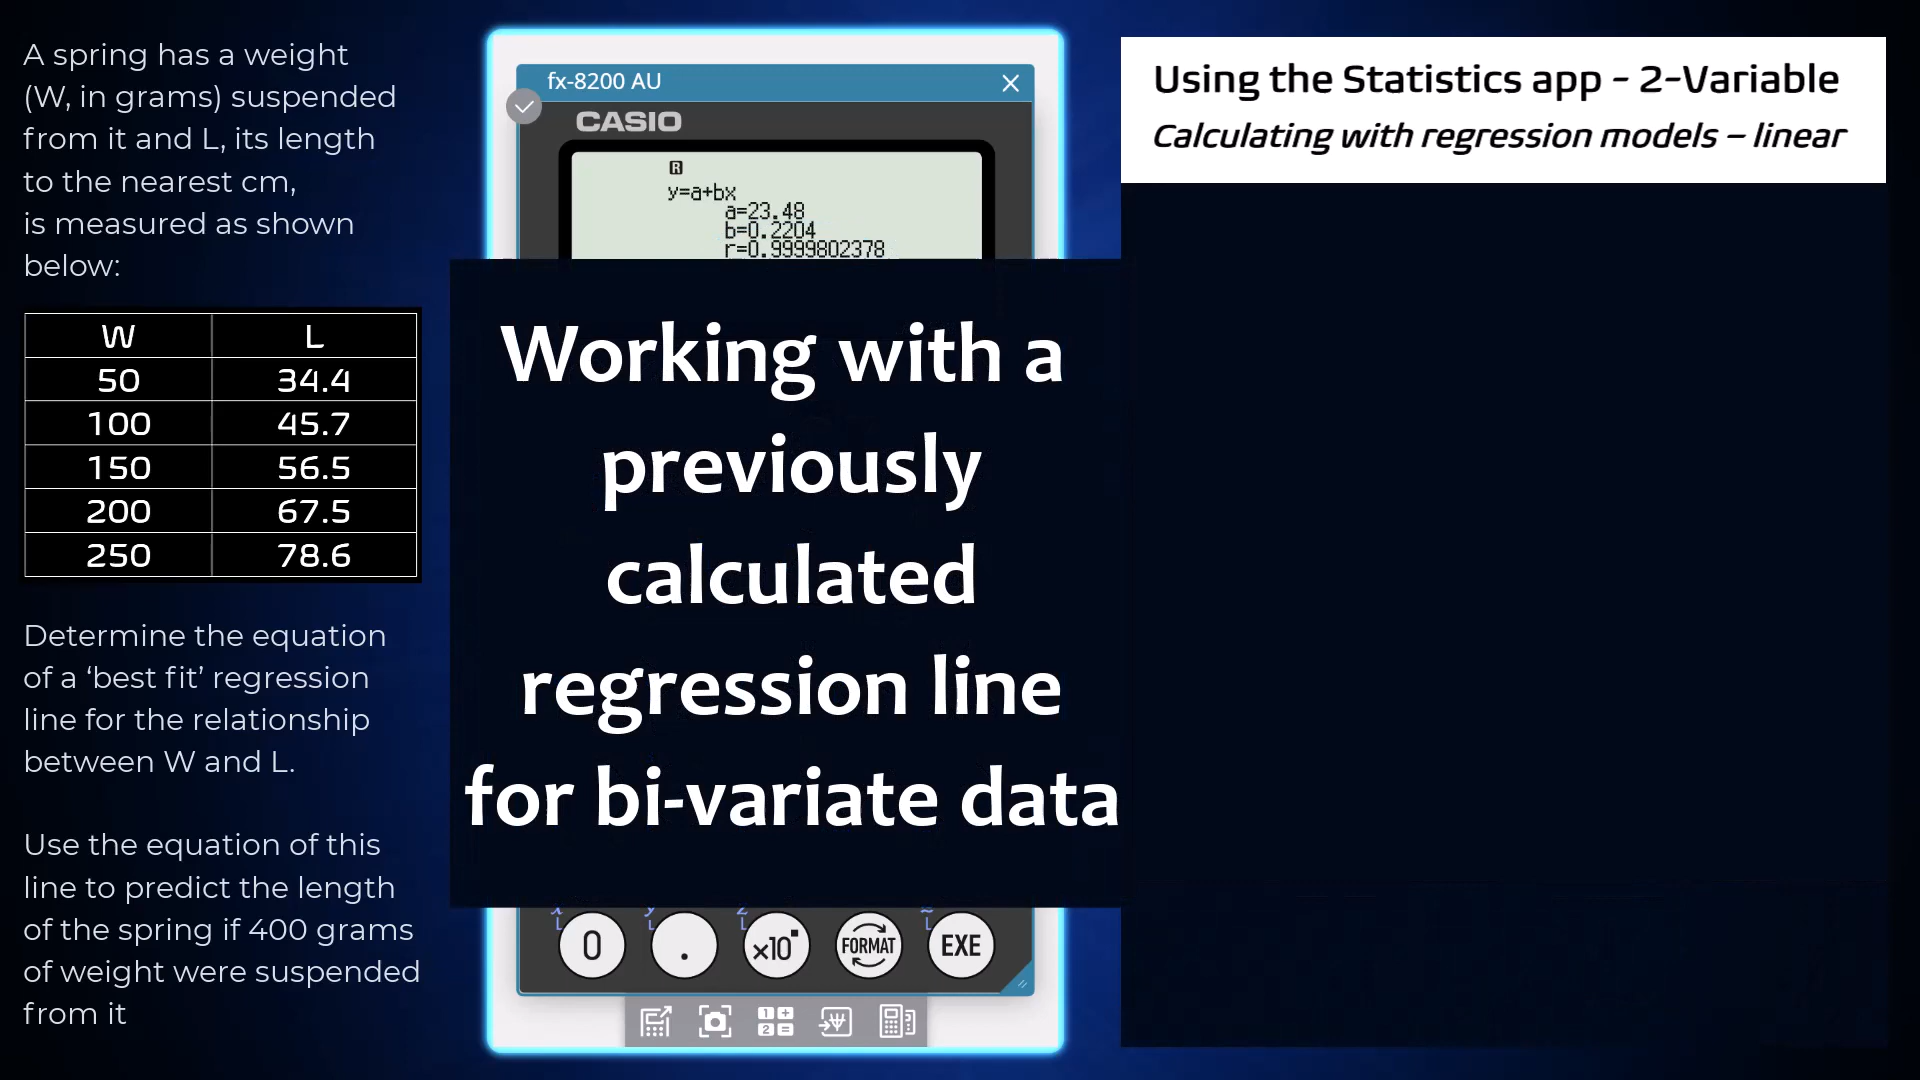 A spring has a weight
(W, in grams) suspended
from it and L, its length
to the nearest cm,
is measured as shown
below:
W L
50 34.4
100 45.7
150 56.5
200 67.5
250 78.6
Determine the equation
of a ‘best fit’ regression
line for the relationship
between W and L.
Use the equation of this
line to predict the length
of the spring if 400 grams
of weight were suspended
from it
fx-8200 AU
CASIO
R
y=a+bx
a=23.48
b=0.2204
r=0.9999802378
Working with a
previously
calculated
regression line
for bi-variate data
0 . ×10■ FORMAT EXE
Using the Statistics app - 2-Variable
Calculating with regression models – linear